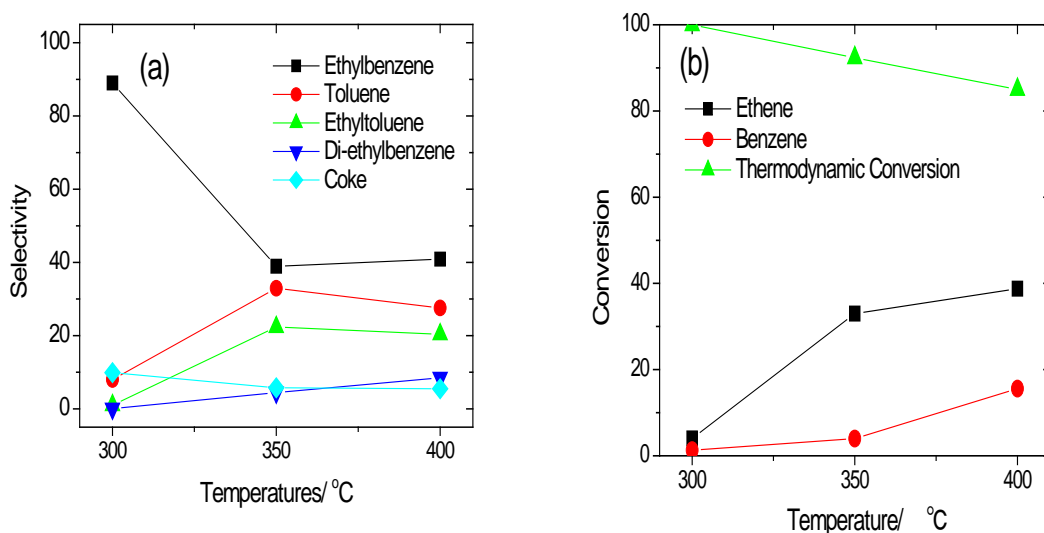 (a)
Ethylbenzene
Toluene
Ethyltoluene
Di-ethylbenzene
Coke
100
80
60
40
20
0
Selectivity
300
350
400
Temperatures/ °C
(b)
Ethene
Benzene
Thermodynamic Conversion
100
80
60
40
20
0
Conversion
300
350
400
Temperature/ °C